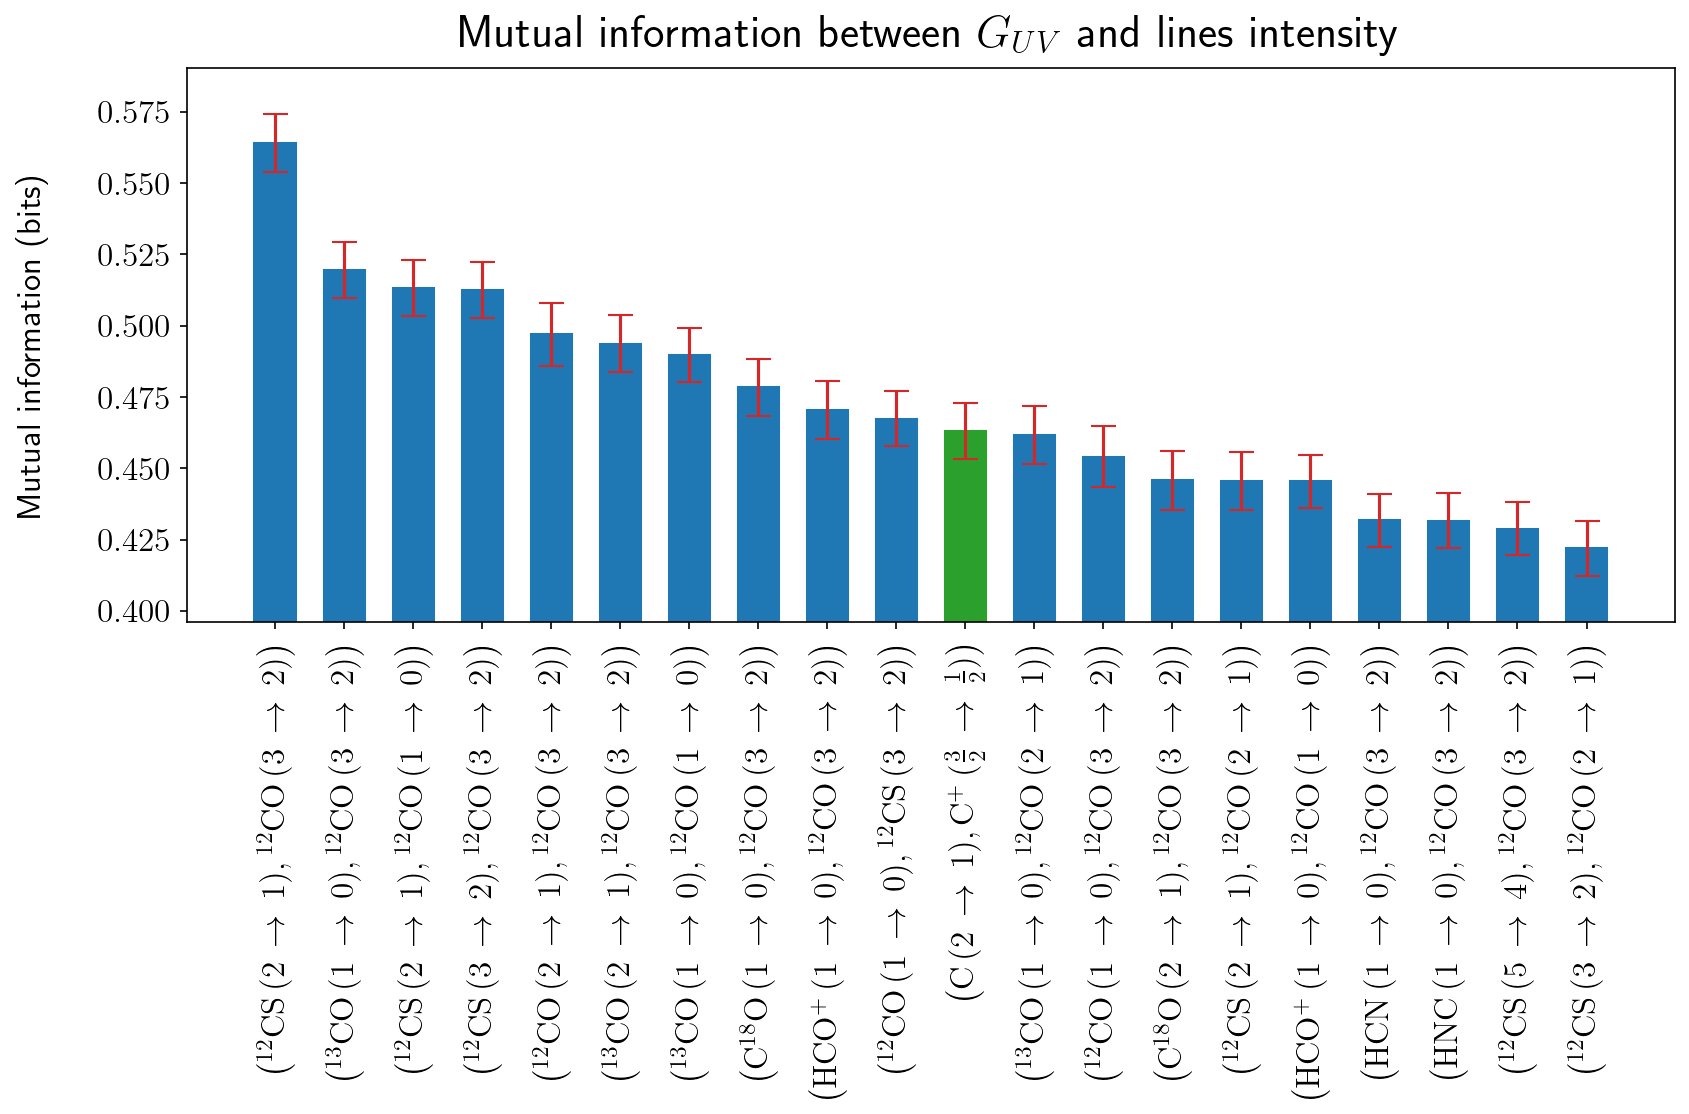 Mutual information between G_{UV} and lines intensity
Mutual information (bits)
0.575
0.550
0.525
0.500
0.475
0.450
0.425
0.400
(¹²CS (2 → 1), ¹²CO (3 → 2))
(¹³CO (1 → 0), ¹²CO (3 → 2))
(¹²CS (2 → 1), ¹²CO (1 → 0))
(¹²CS (3 → 2), ¹²CO (3 → 2))
(¹²CO (2 → 1), ¹²CO (3 → 2))
(¹³CO (2 → 1), ¹²CO (3 → 2))
(¹³CO (1 → 0), ¹²CO (1 → 0))
(C¹⁸O (1 → 0), ¹²CO (3 → 2))
(HCO⁺ (1 → 0), ¹²CO (3 → 2))
(¹²CO (1 → 0), ¹²CS (3 → 2))
(C (2 → 1), C⁺ (3/2 → 1/2))
(¹³CO (1 → 0), ¹²CO (2 → 1))
(¹²CO (1 → 0), ¹²CO (3 → 2))
(C¹⁸O (2 → 1), ¹²CO (3 → 2))
(¹²CS (2 → 1), ¹²CO (2 → 1))
(HCO⁺ (1 → 0), ¹²CO (1 → 0))
(HCN (1 → 0), ¹²CO (3 → 2))
(HNC (1 → 0), ¹²CO (3 → 2))
(¹²CS (5 → 4), ¹²CO (3 → 2))
(¹²CS (3 → 2), ¹²CO (2 → 1))